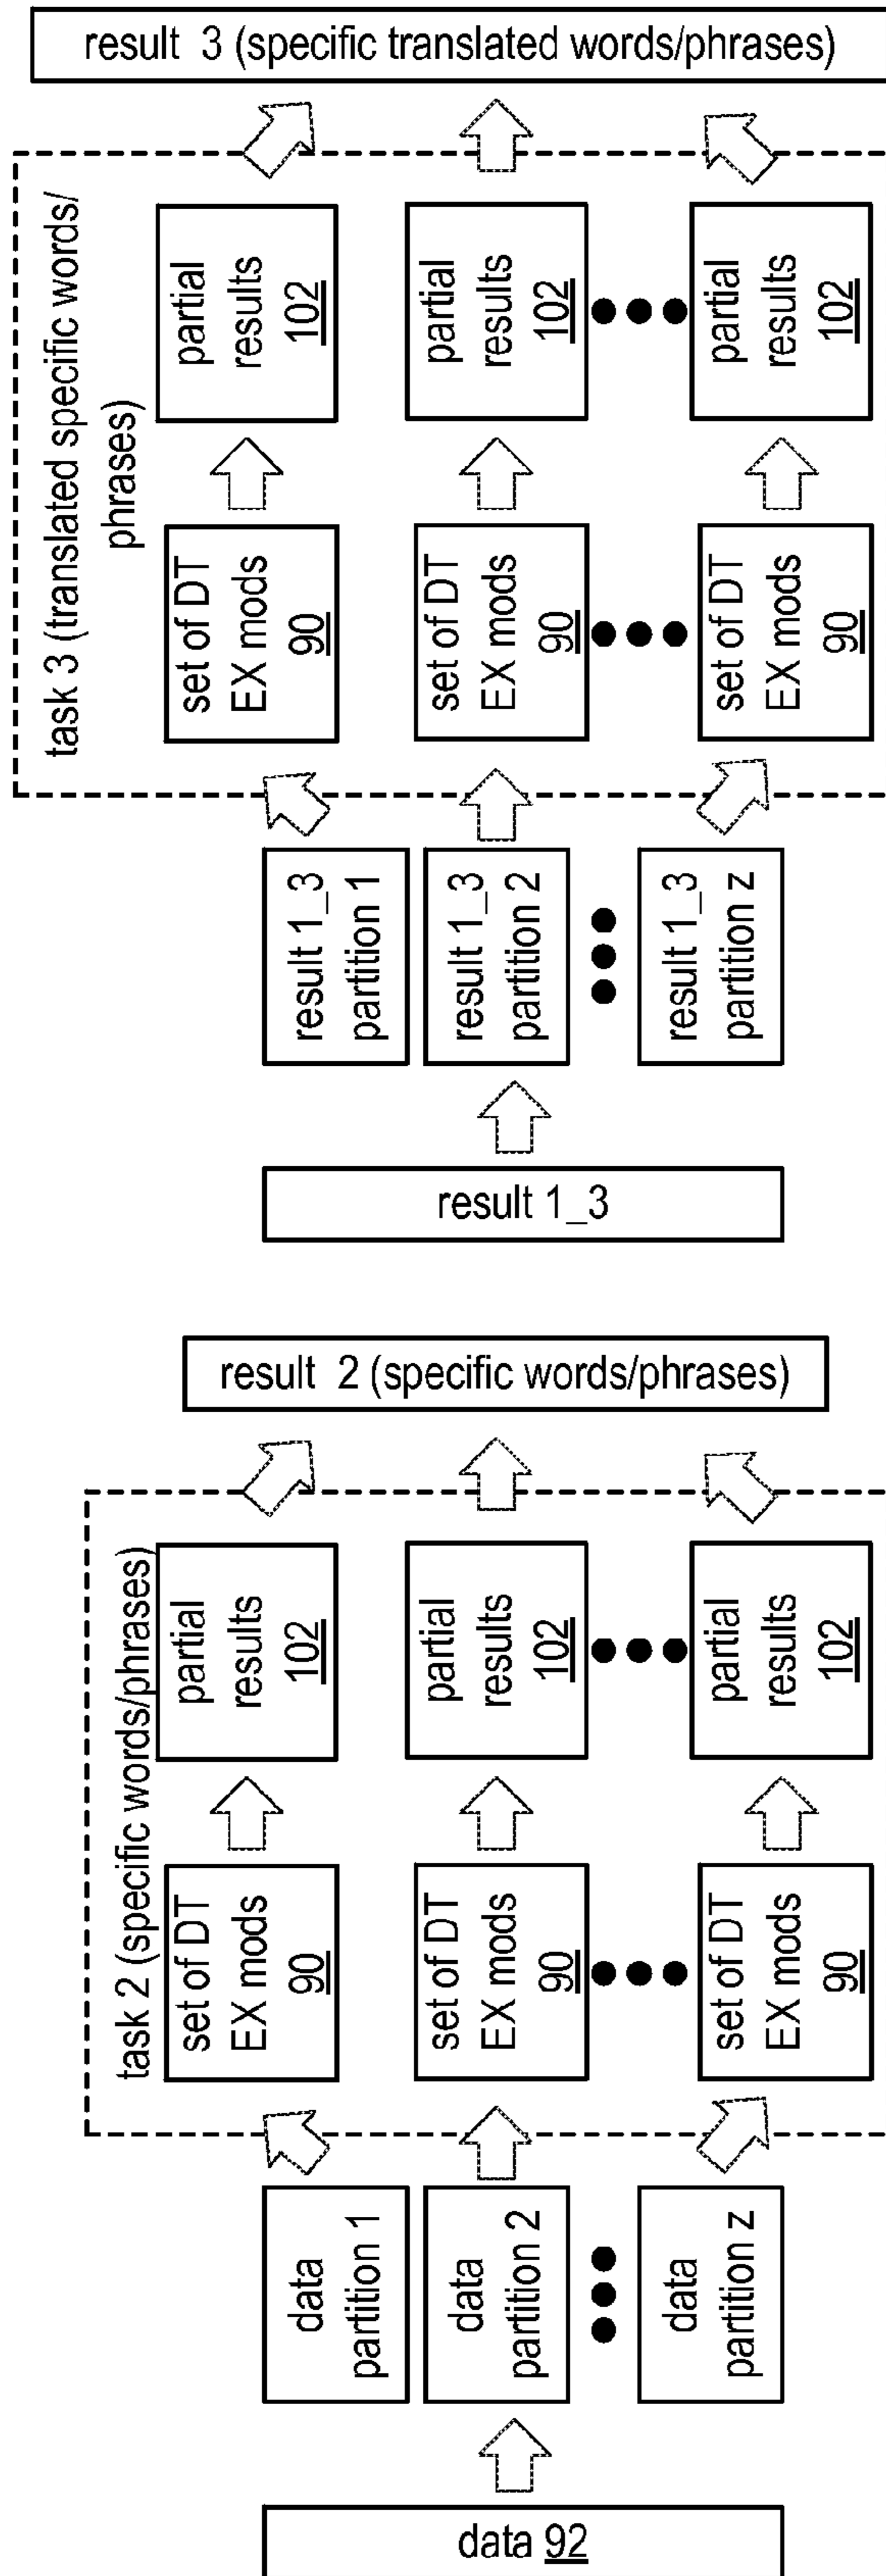 task 2 (specific words/phrases)
data 92
data
partition 1
data
partition 2
data
partition z
set of DT
EX mods
90
set of DT
EX mods
90
set of DT
EX mods
90
partial
results
102
partial
results
102
partial
results
102
result 2 (specific words/phrases)
task 3 (translated specific words/
phrases)
result 1_3
result 1_3
partition 1
result 1_3
partition 2
result 1_3
partition z
set of DT
EX mods
90
set of DT
EX mods
90
set of DT
EX mods
90
partial
results
102
partial
results
102
partial
results
102
result 3 (specific translated words/phrases)